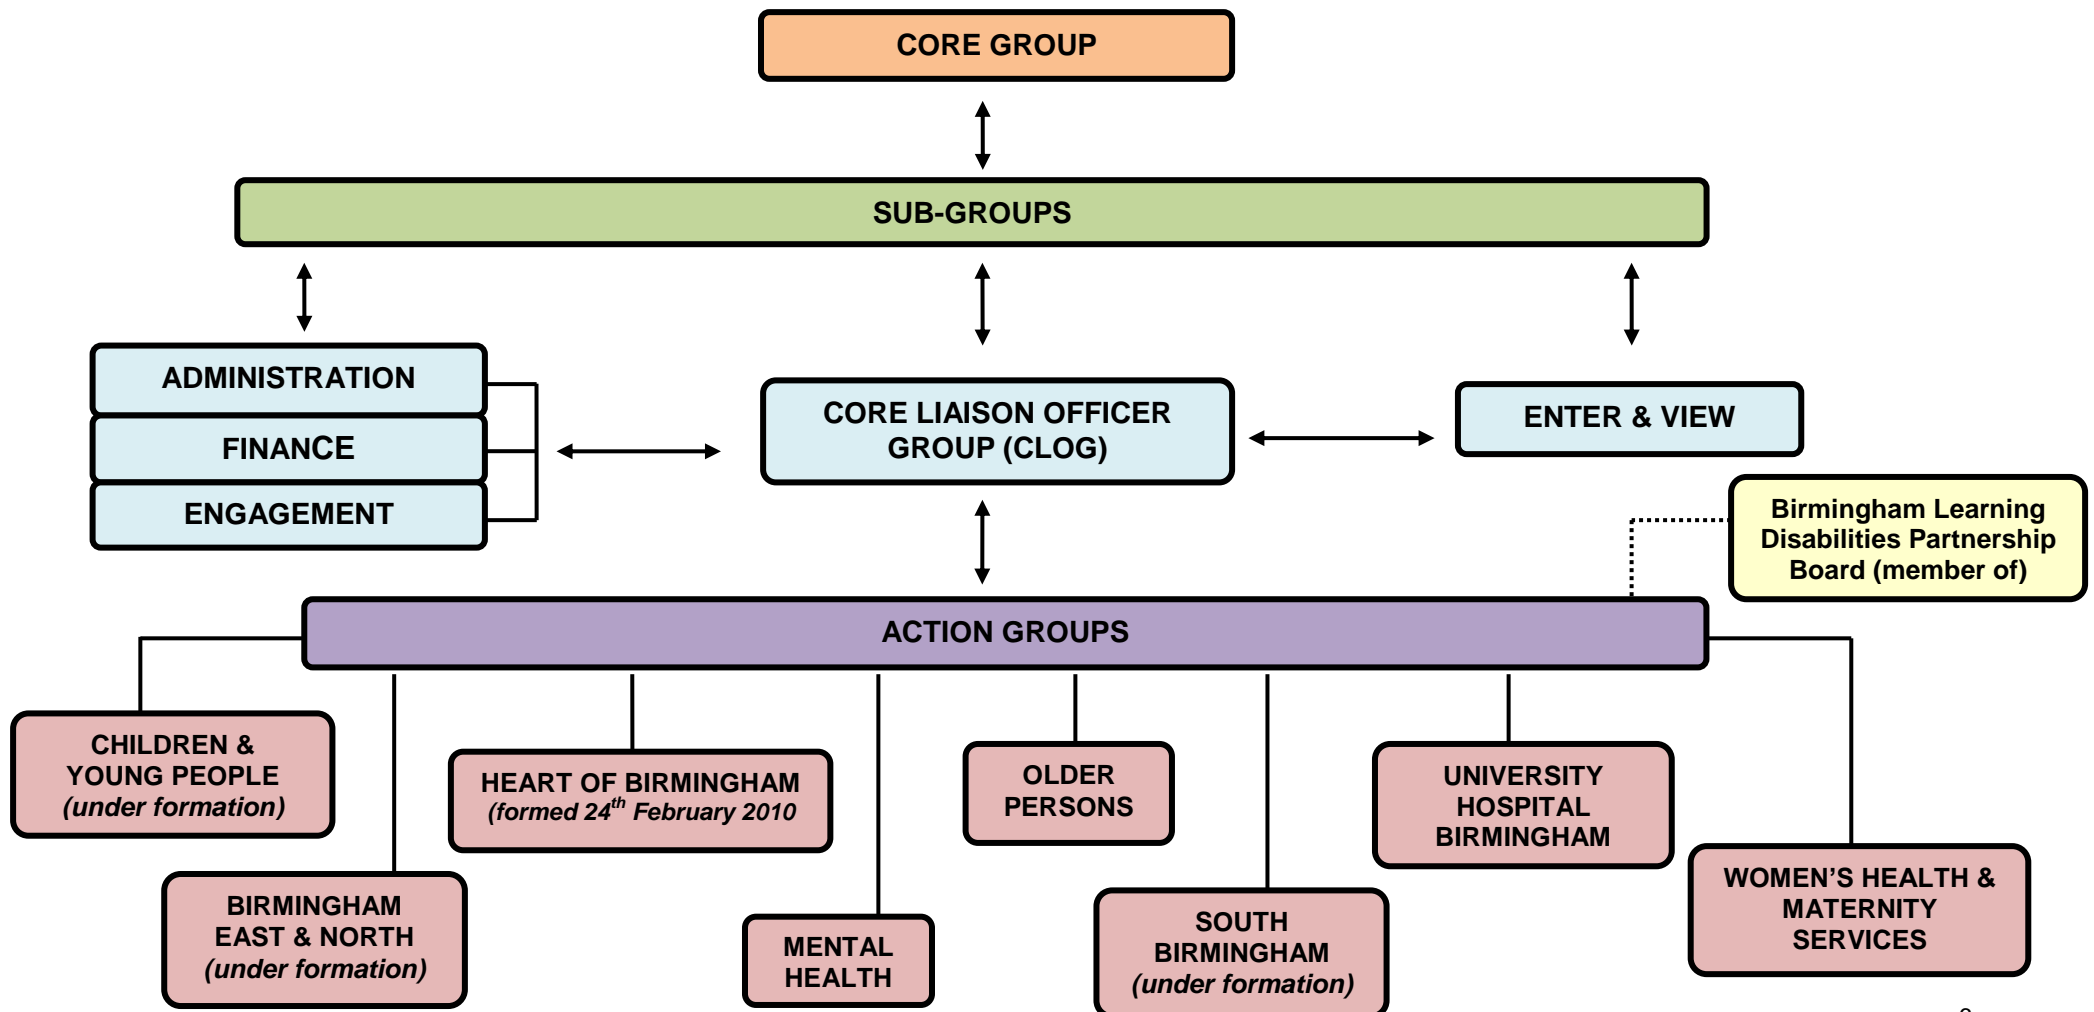 CORE GROUP
SUB-GROUPS
ADMINISTRATION
FINANCE
ENGAGEMENT
CORE LIAISON OFFICER
GROUP (CLOG)
ENTER & VIEW
Birmingham Learning
Disabilities Partnership
Board (member of)
ACTION GROUPS
CHILDREN &
YOUNG PEOPLE
(under formation)
BIRMINGHAM
EAST & NORTH
(under formation)
HEART OF BIRMINGHAM
(formed 24th February 2010
MENTAL
HEALTH
OLDER
PERSONS
SOUTH
BIRMINGHAM
(under formation)
UNIVERSITY
HOSPITAL
BIRMINGHAM
WOMEN’S HEALTH &
MATERNITY
SERVICES